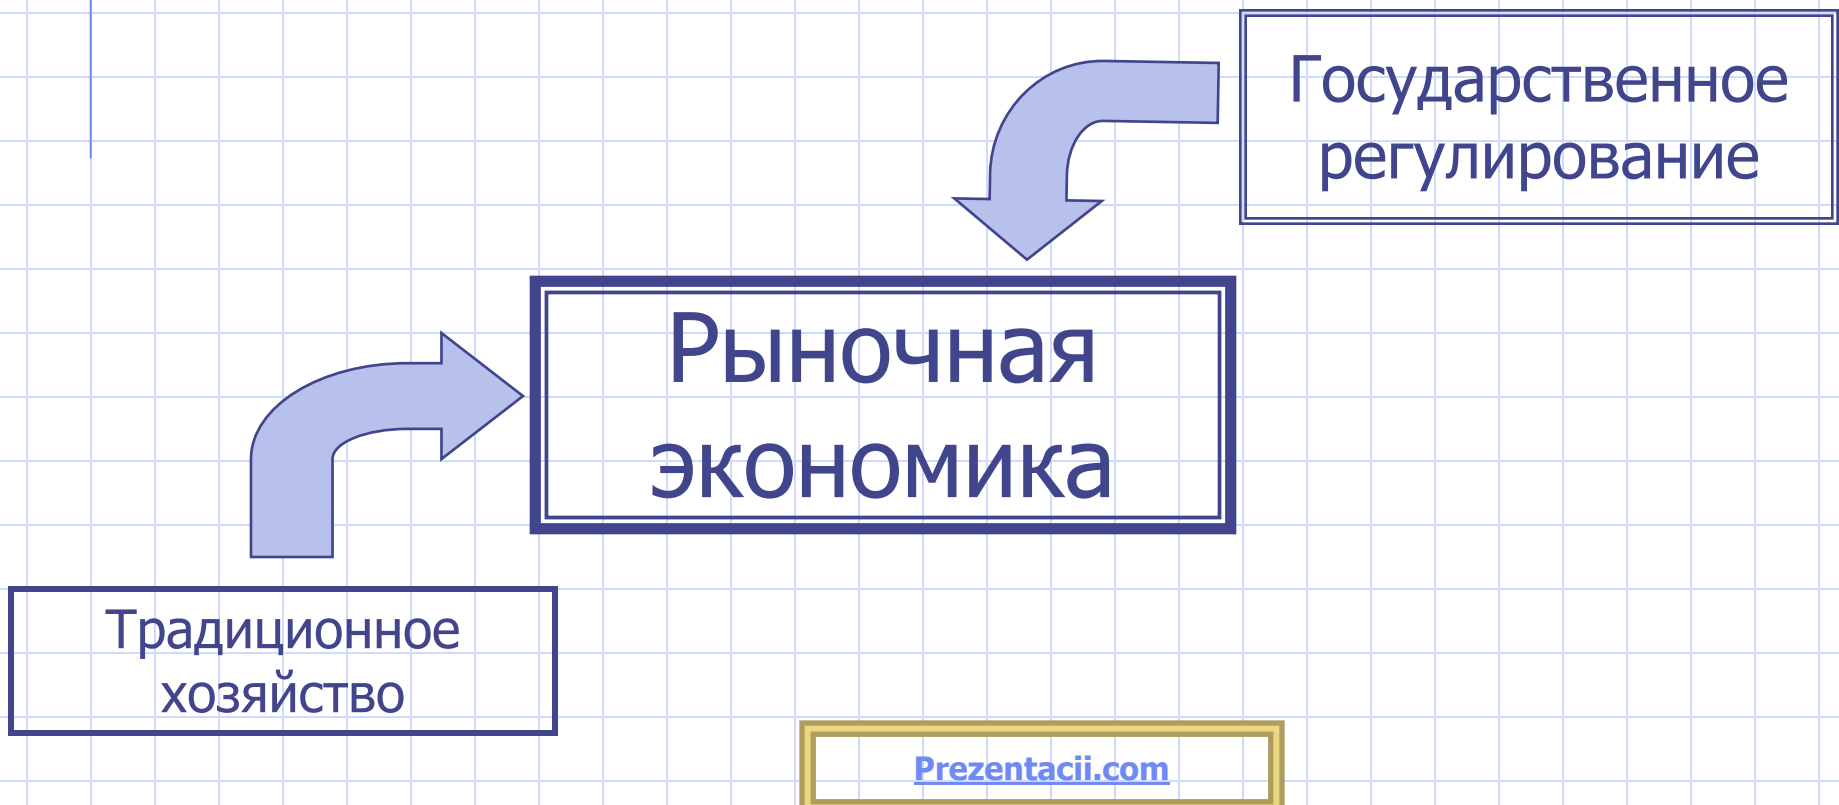 Государственное
регулирование
Рыночная
экономика
Традиционное
хозяйство
Prezentacii.com